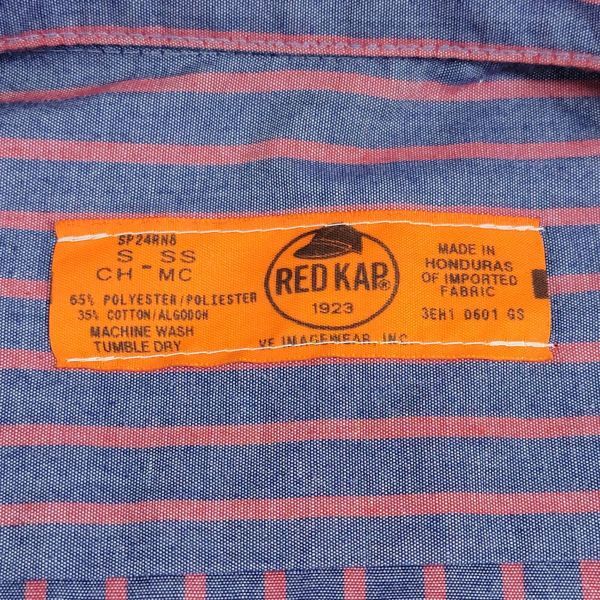 SP24RN8
S - SS
CH - MC
65% POLYESTER/POLIESTER
35% COTTON/ALGODON
MACHINE WASH
TUMBLE DRY
RED KAP®
1923
VF IMAGEWEAR, INC.
MADE IN
HONDURAS
OF IMPORTED
FABRIC
3EH1 0601 GS